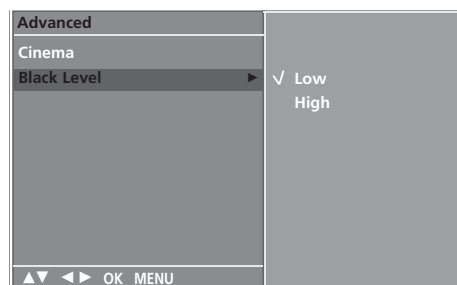 Advanced
Cinema
Black Level ► √ Low
High
▲▼ ◄► OK MENU